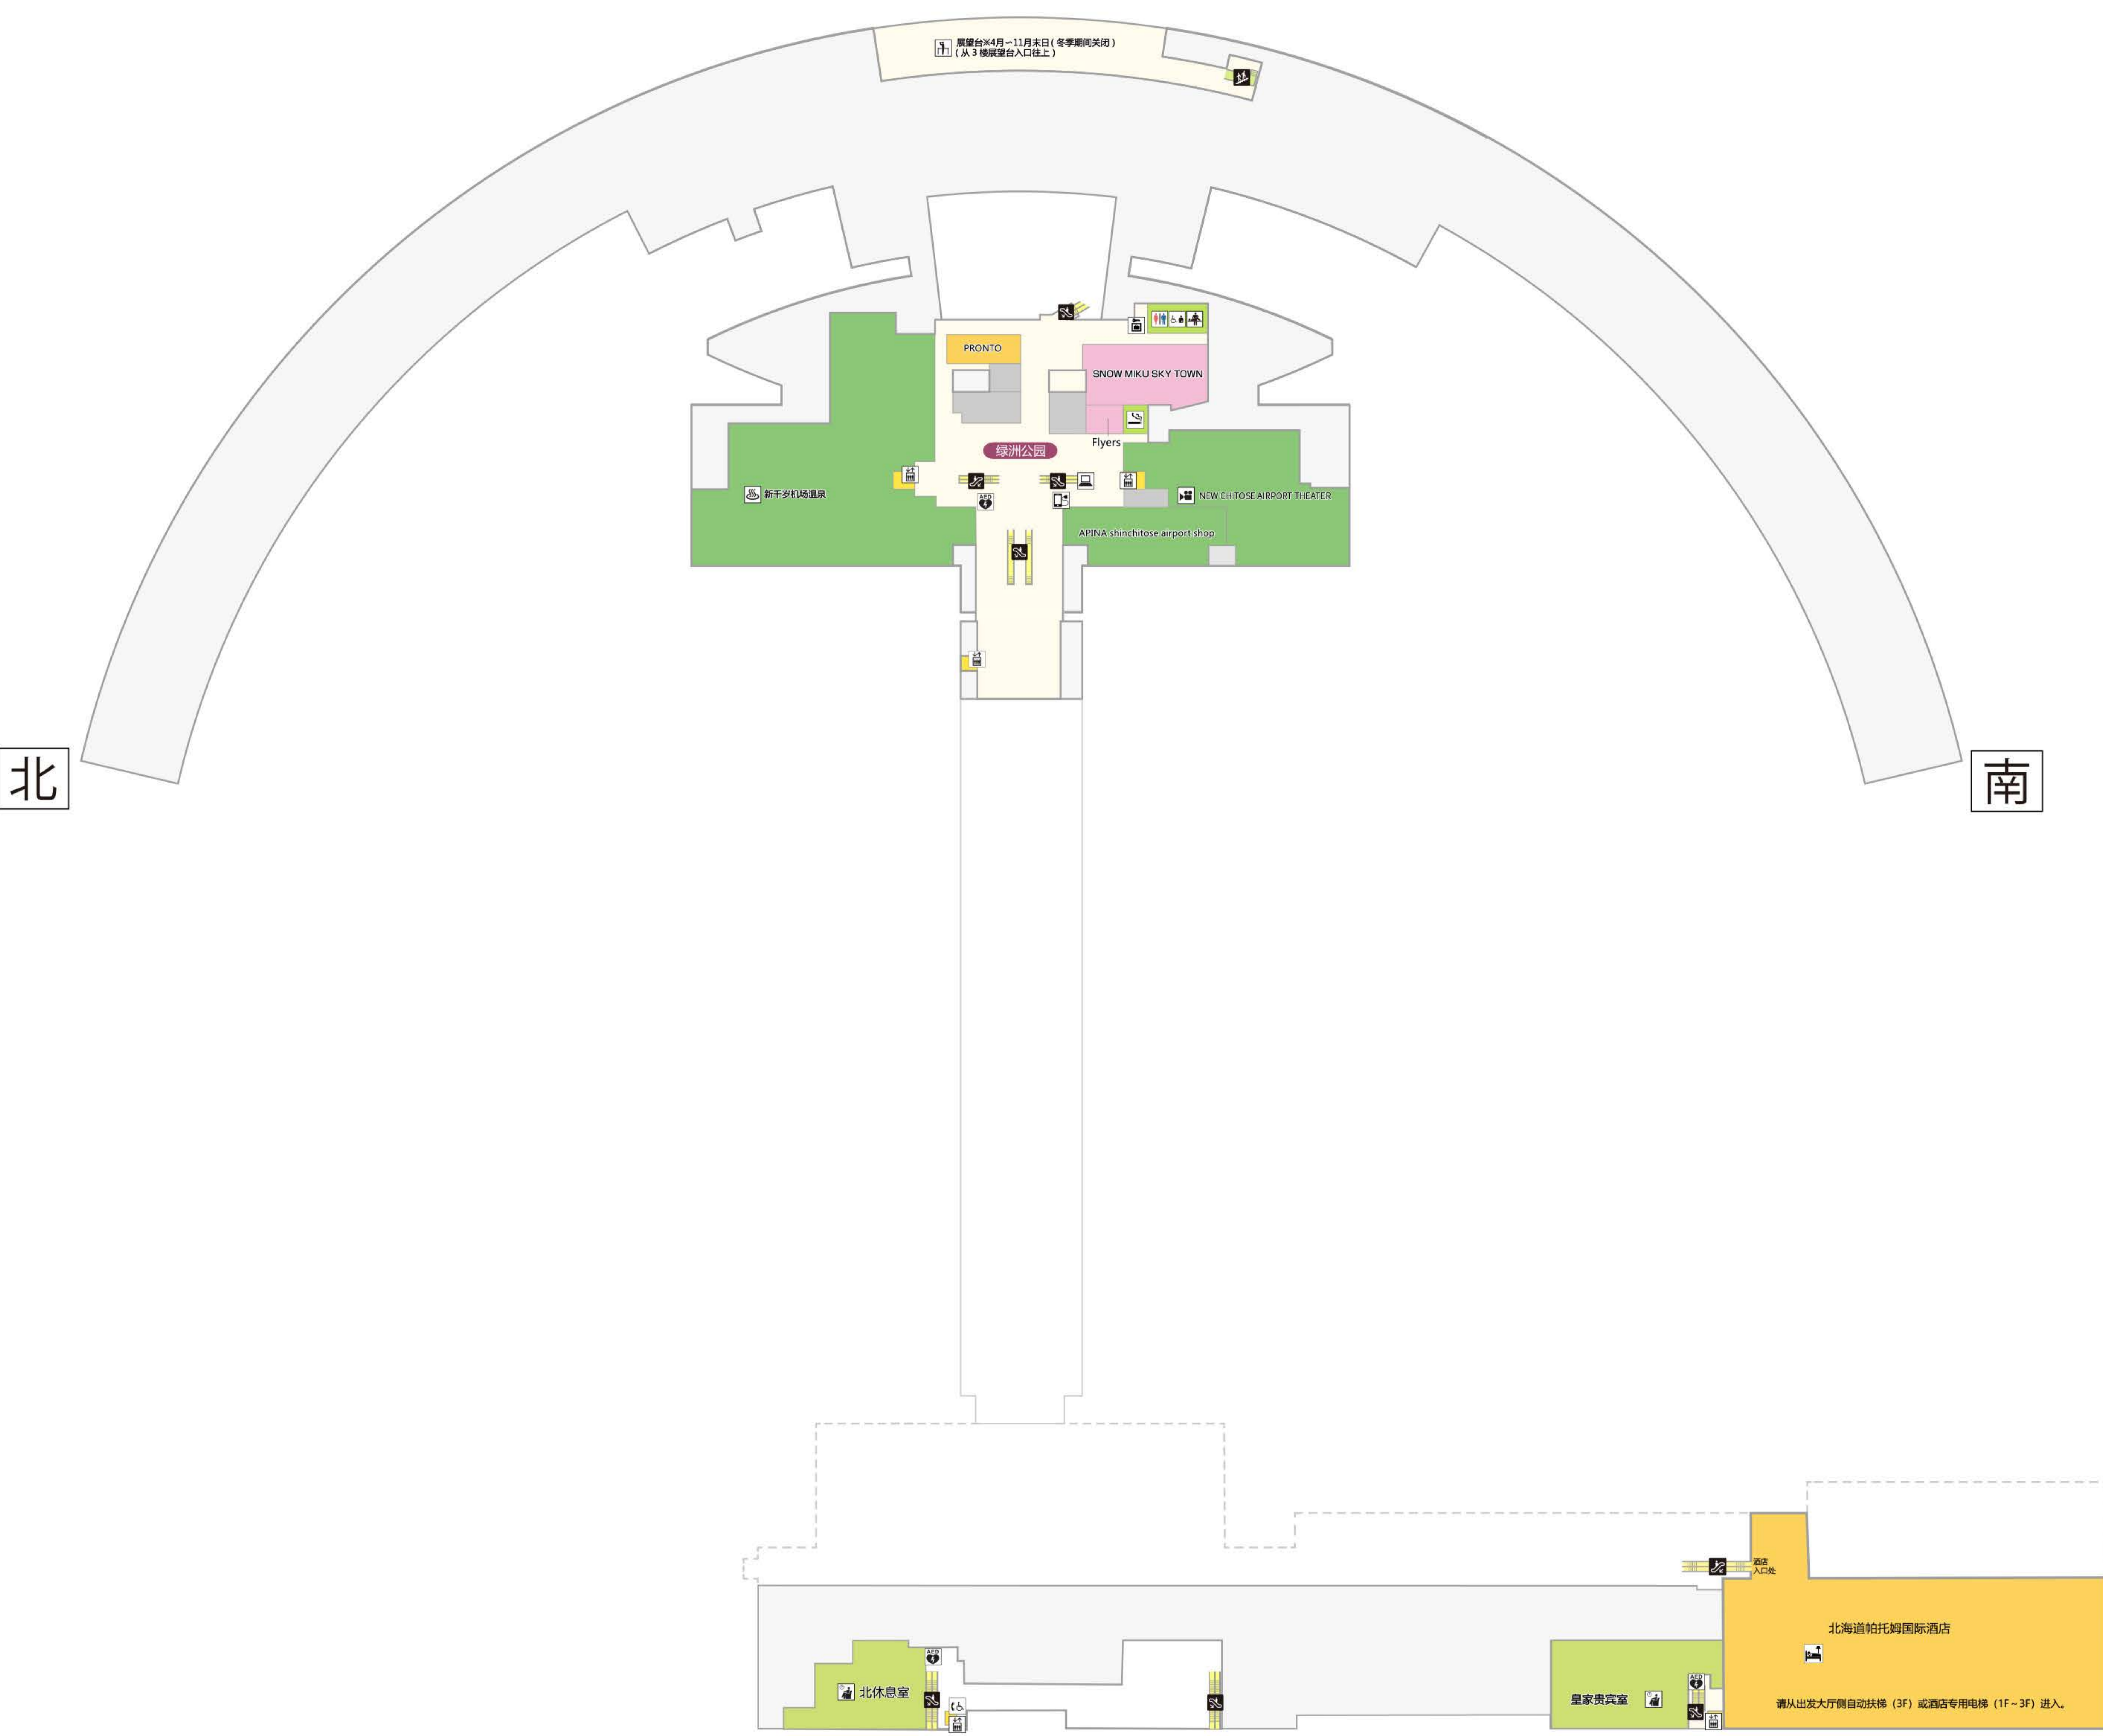 展望台※4月～11月末日(冬季期间关闭)
(从3楼展望台入口往上)
PRONTO
SNOW MIKU SKY TOWN
Flyers
绿洲公园
新千岁机场温泉
AED
NEW CHITOSE AIRPORT THEATER
APINA shinchitose airport shop
北
南
酒店
入口处
北海道帕托姆国际酒店
AED
北休息室
AED
皇家贵宾室
请从出发大厅侧自动扶梯（3F）或酒店专用电梯（1F～3F）进入。